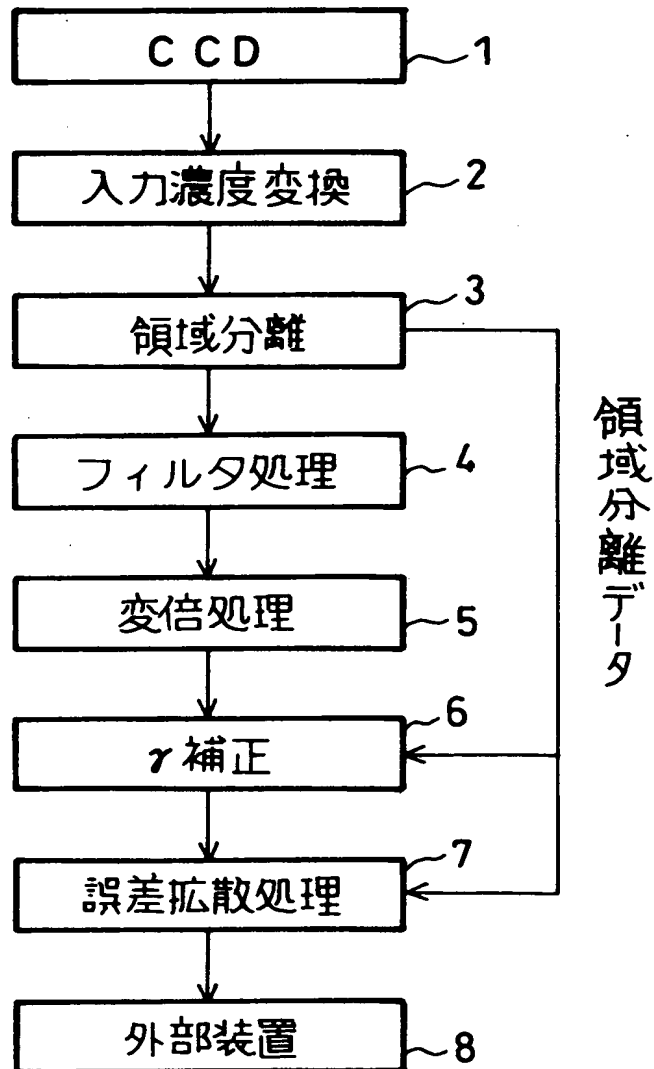 CCD
1
入力濃度変換
2
領域分離
3
フィルタ処理
4
変倍処理
5
γ補正
6
誤差拡散処理
7
外部装置
8
領域分離データ